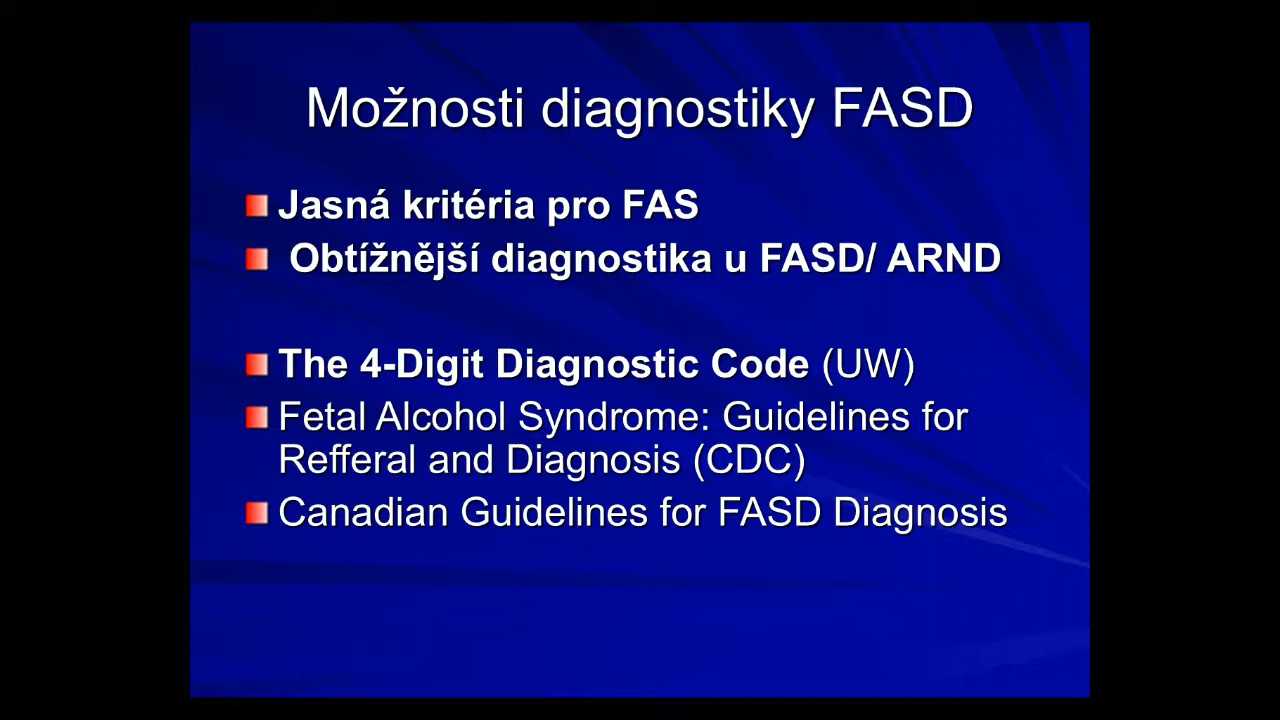 Možnosti diagnostiky FASD
Jasná kritéria pro FAS
Obtížnější diagnostika u FASD/ ARND
The 4-Digit Diagnostic Code (UW)
Fetal Alcohol Syndrome: Guidelines for
Refferal and Diagnosis (CDC)
Canadian Guidelines for FASD Diagnosis